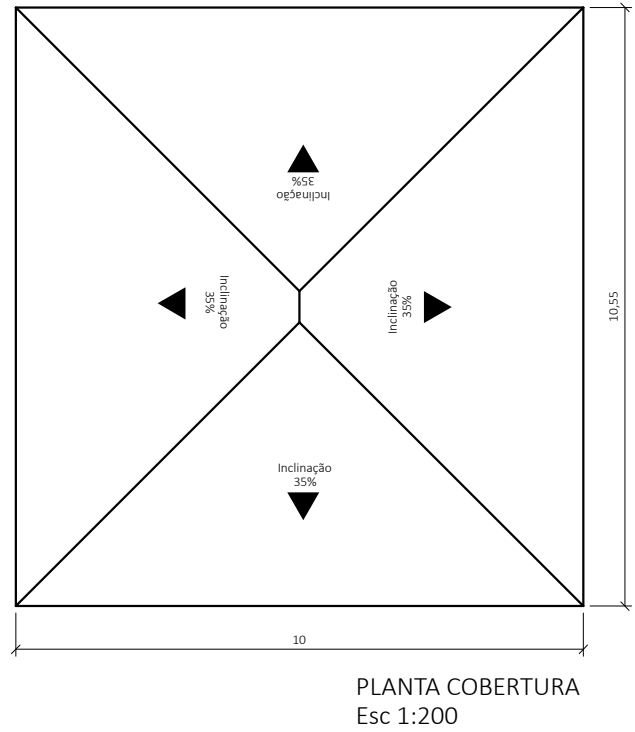 35%
Inclinação
Inclinação
35%
Inclinação
35%
10,55
Inclinação
35%
10
PLANTA COBERTURA
Esc 1:200